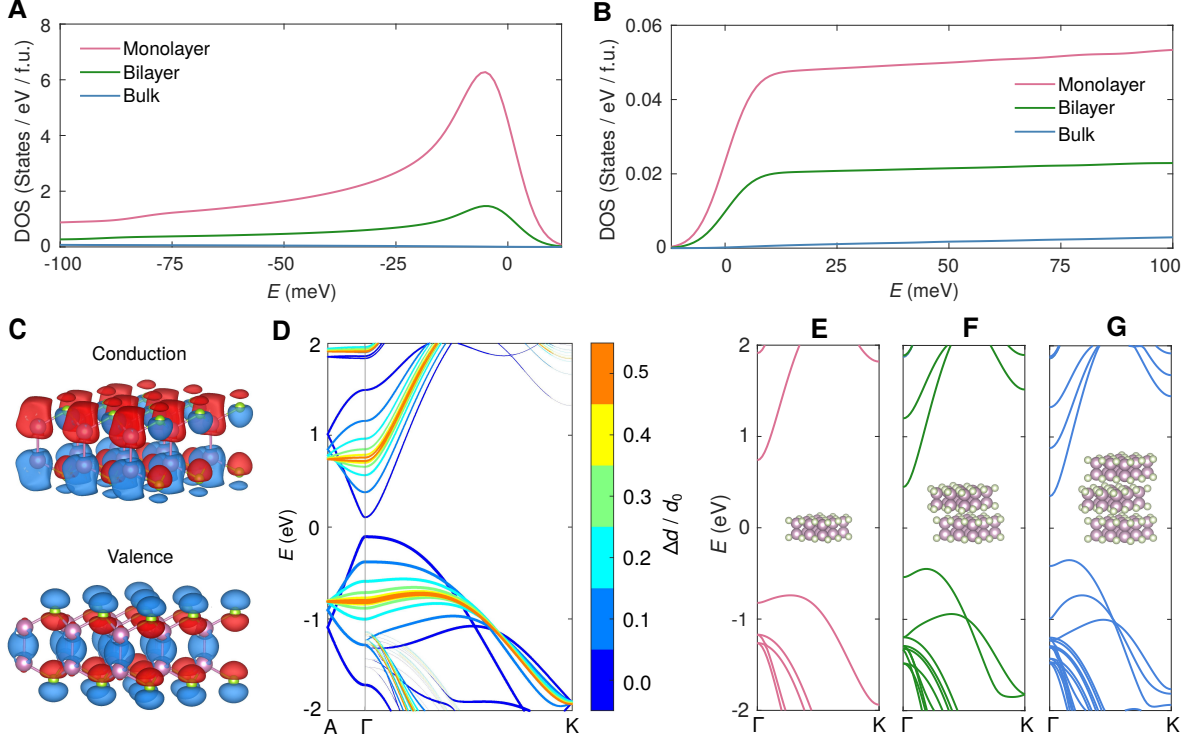 A
DOS (States / eV / f.u.)
8
6
4
2
0
Monolayer
Bilayer
Bulk
-100
-75
-50
-25
0
E (meV)
B
DOS (States / eV / f.u.)
0.06
0.04
0.02
0
Monolayer
Bilayer
Bulk
0
25
50
75
100
E (meV)
C
Conduction
Valence
D
E (eV)
2
1
0
-1
-2
A
Γ
K
0.5
0.4
0.3
0.2
0.1
0.0
Δd / d0
E
F
G
E (eV)
2
1
0
-1
-2
Γ
K
Γ
K
Γ
K